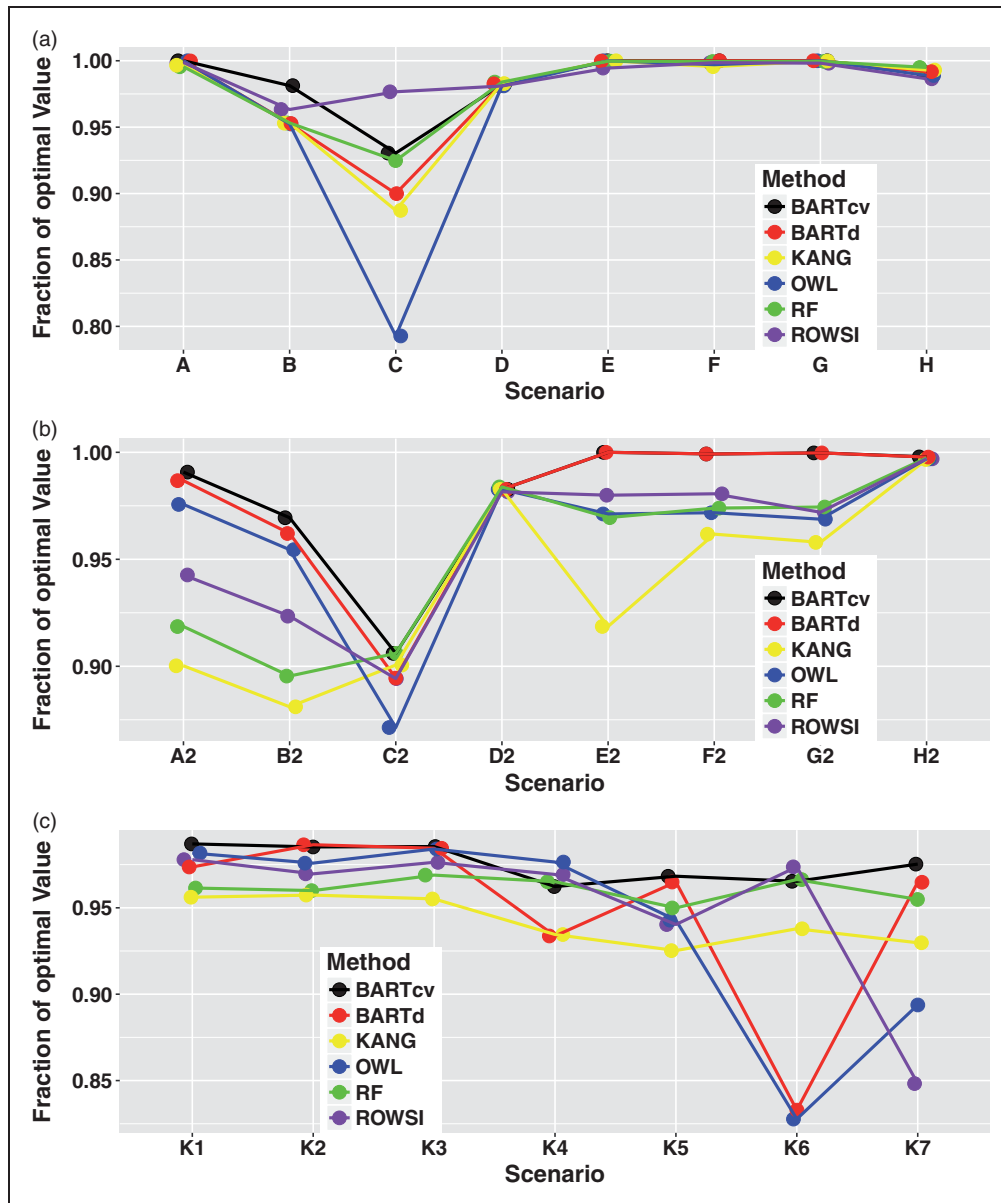 (a)
Fraction of optimal Value
1.00
0.95
0.90
0.85
0.80
Method
BARTcv
BARTd
KANG
OWL
RF
ROWSI
A B C D E F G H
Scenario
(b)
Fraction of optimal Value
1.00
0.95
0.90
Method
BARTcv
BARTd
KANG
OWL
RF
ROWSI
A2 B2 C2 D2 E2 F2 G2 H2
Scenario
(c)
Fraction of optimal Value
0.95
0.90
0.85
Method
BARTcv
BARTd
KANG
OWL
RF
ROWSI
K1 K2 K3 K4 K5 K6 K7
Scenario